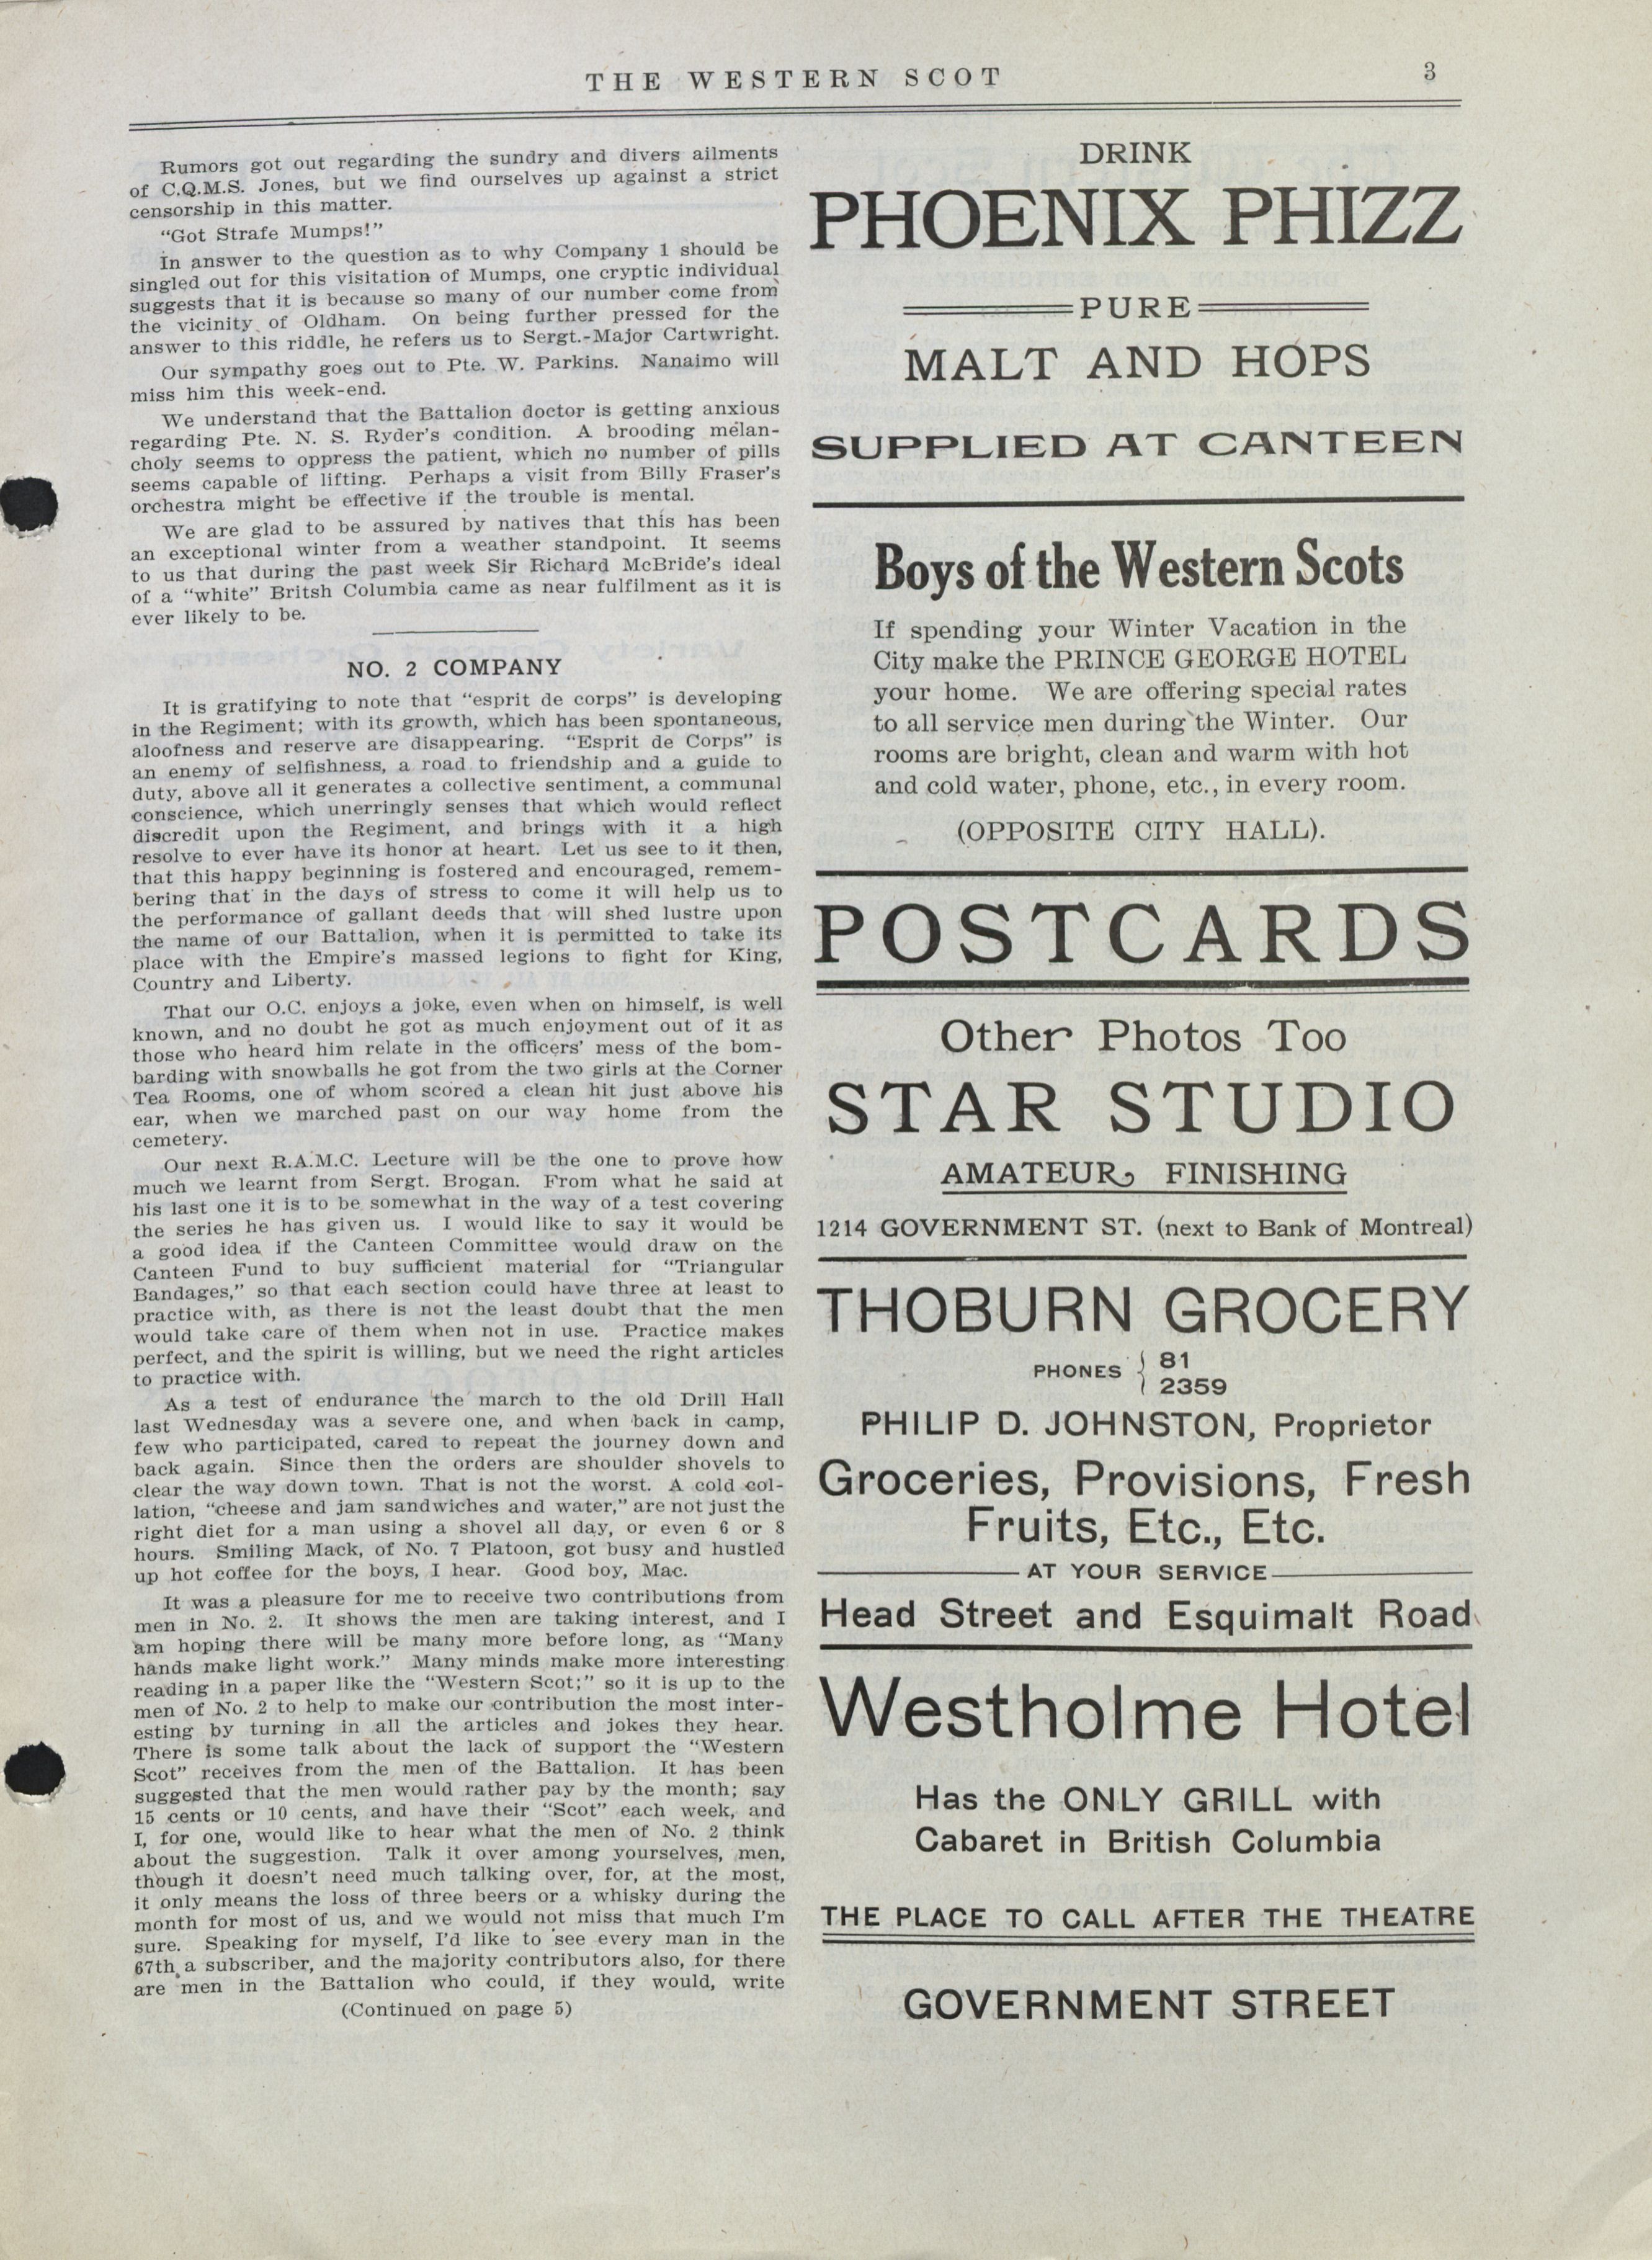 THE WESTERN SCOT
3
Rumors got out regarding the sundry and divers ailments
of C.Q.M.S. Jones, but we find ourselves up against a strict
censorship in this matter.
"Got Strafe Mumps!"
In answer to the question as to why Company 1 should be
singled out for this visitation of Mumps, one cryptic individual
suggests that it is because so many of our number come from
the vicinity of Oldham. On being further pressed for the
answer to this riddle, he refers us to Sergt.-Major Cartwright.
Our sympathy goes out to Pte. W. Parkins. Nanaimo will
miss him this week-end.
We understand that the Battalion doctor is getting anxious
regarding Pte. N. S. Ryder's condition. A brooding melan-
choly seems to oppress the patient, which no number of pills
seems capable of lifting. Perhaps a visit from Billy Fraser's
orchestra might be effective if the trouble is mental.
We are glad to be assured by natives that this has been
an exceptional winter from a weather standpoint. It seems
to us that during the past week Sir Richard McBride's ideal
of a "white" Britsh Columbia came as near fulfilment as it is
ever likely to be.
NO. 2 COMPANY
It is gratifying to note that "esprit de corps" is developing
in the Regiment; with its growth, which has been spontaneous,
aloofness and reserve are disappearing. "Esprit de Corps" is
an enemy of selfishness, a road to friendship and a guide to
duty, above all it generates a collective sentiment, a communal
conscience, which unerringly senses that which would reflect
discredit upon the Regiment, and brings with it a high
resolve to ever have its honor at heart. Let us see to it then,
that this happy beginning is fostered and encouraged, remem-
bering that in the days of stress to come it will help us to
the performance of gallant deeds that will shed lustre upon
the name of our Battalion, when it is permitted to take its
place with the Empire's massed legions to fight for King,
Country and Liberty.
That our O.C. enjoys a joke, even when on himself, is well
known, and no doubt he got as much enjoyment out of it as
those who heard him relate in the officers' mess of the bom-
barding with snowballs he got from the two girls at the Corner
Tea Rooms, one of whom scored a clean hit just above his
ear, when we marched past on our way home from the
cemetery.
Our next R.A.M.C. Lecture will be the one to prove how
much we learnt from Sergt. Brogan. From what he said at
his last one it is to be somewhat in the way of a test covering
the series he has given us. I would like to say it would be
a good idea if the Canteen Committee would draw on the
Canteen Fund to buy sufficient material for "Triangular
Bandages," so that each section could have three at least to
practice with, as there is not the least doubt that the men
would take care of them when not in use. Practice makes
perfect, and the spirit is willing, but we need the right articles
to practice with.
As a test of endurance the march to the old Drill Hall
last Wednesday was a severe one, and when back in camp,
few who participated, cared to repeat the journey down and
back again. Since then the orders are shoulder shovels to
clear the way down town. That is not the worst. A cold col-
lation, "cheese and jam sandwiches and water," are not just the
right diet for a man using a shovel all day, or even 6 or 8
hours. Smiling Mack, of No. 7 Platoon, got busy and hustled
up hot coffee for the boys, I hear. Good boy, Mac.
It was a pleasure for me to receive two contributions from
men in No. 2. It shows the men are taking interest, and I
am hoping there will be many more before long, as "Many
hands make light work." Many minds make more interesting
reading in a paper like the "Western Scot;" so it is up to the
men of No. 2 to help to make our contribution the most inter-
esting by turning in all the articles and jokes they hear.
There is some talk about the lack of support the "Western
Scot" receives from the men of the Battalion. It has been
suggested that the men would rather pay by the month; say
15 cents or 10 cents, and have their "Scot" each week, and
I, for one, would like to hear what the men of No. 2 think
about the suggestion. Talk it over among yourselves, men,
though it doesn't need much talking over, for, at the most,
it only means the loss of three beers or a whisky during the
month for most of us, and we would not miss that much I'm
sure. Speaking for myself, I'd like to see every man in the
67th a subscriber, and the majority contributors also, for there
are men in the Battalion who could, if they would, write
(Continued on page 5)
DRINK
PHOENIX PHIZZ
PURE
MALT AND HOPS
SUPPLIED AT CANTEEN
Boys of the Western Scots
If spending your Winter Vacation in the
City make the PRINCE GEORGE HOTEL
your home. We are offering special rates
to all service men during the Winter. Our
rooms are bright, clean and warm with hot
and cold water, phone, etc., in every room.
(OPPOSITE CITY HALL).
POSTCARDS
Other Photos Too
STAR STUDIO
AMATEUR FINISHING
1214 GOVERNMENT ST. (next to Bank of Montreal)
THOBURN GROCERY
PHONES { 81
2359
PHILIP D. JOHNSTON, Proprietor
Groceries, Provisions, Fresh
Fruits, Etc., Etc.
AT YOUR SERVICE
Head Street and Esquimalt Road
Westholme Hotel
Has the ONLY GRILL with
Cabaret in British Columbia
THE PLACE TO CALL AFTER THE THEATRE
GOVERNMENT STREET